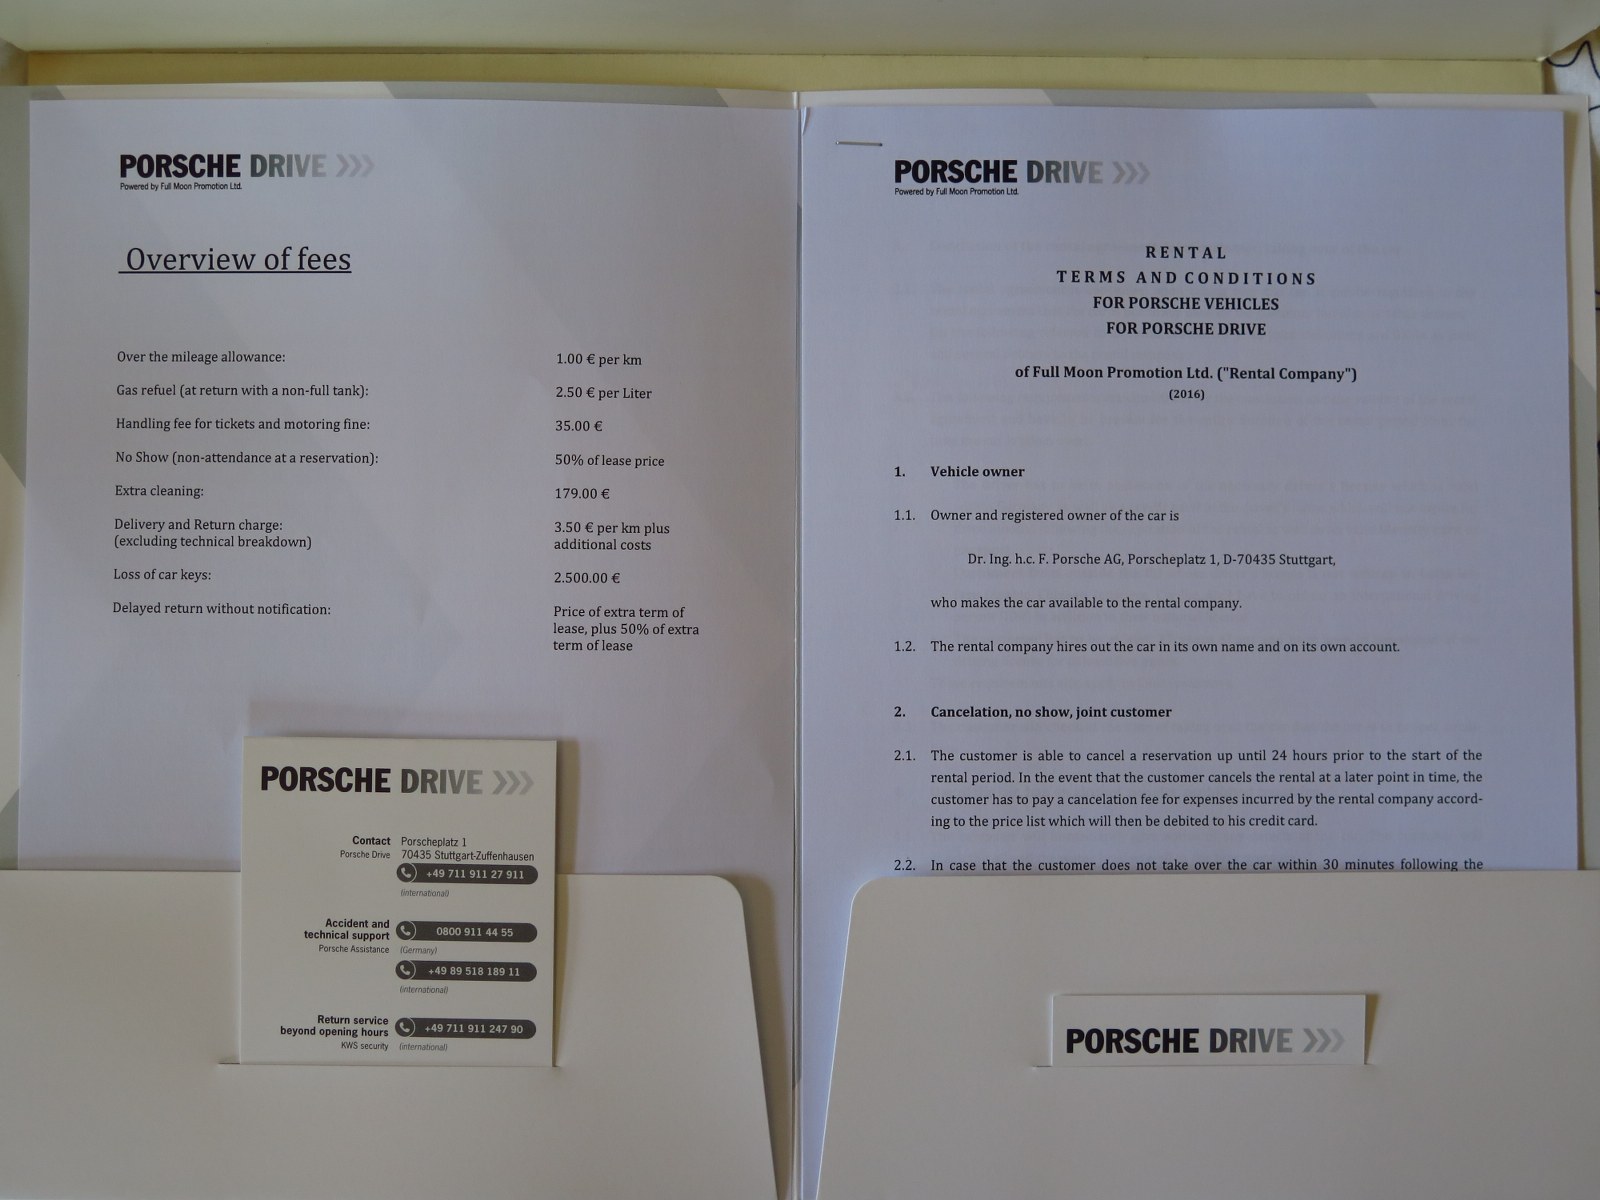 PORSCHE DRIVE
Powered by Full Moon Promotion Ltd.
Overview of fees
Over the mileage allowance: 1.00 € per km
Gas refuel (at return with a non-full tank): 2.50 € per Liter
Handling fee for tickets and motoring fine: 35.00 €
No Show (non-attendance at a reservation): 50% of lease price
Extra cleaning: 179.00 €
Delivery and Return charge: 3.50 € per km plus
(excluding technical breakdown) additional costs
Loss of car keys: 2.500.00 €
Delayed return without notification: Price of extra term of
lease, plus 50% of extra
term of lease
PORSCHE DRIVE
Contact Porscheplatz 1
Porsche Drive 70435 Stuttgart-Zuffenhausen
+49 711 911 27 911
(international)
Accident and
technical support 0800 911 44 55
Porsche Assistance (Germany)
+49 89 518 189 11
(international)
Return service
beyond opening hours +49 711 911 247 90
KWS security (international)
PORSCHE DRIVE
Powered by Full Moon Promotion Ltd.
RENTAL
TERMS AND CONDITIONS
FOR PORSCHE VEHICLES
FOR PORSCHE DRIVE
of Full Moon Promotion Ltd. ("Rental Company")
(2016)
1. Vehicle owner
1.1. Owner and registered owner of the car is
Dr. Ing. h.c. F. Porsche AG, Porscheplatz 1, D-70435 Stuttgart,
who makes the car available to the rental company.
1.2. The rental company hires out the car in its own name and on its own account.
2. Cancelation, no show, joint customer
2.1. The customer is able to cancel a reservation up until 24 hours prior to the start of the
rental period. In the event that the customer cancels the rental at a later point in time, the
customer has to pay a cancelation fee for expenses incurred by the rental company accord-
ing to the price list which will then be debited to his credit card.
2.2. In case that the customer does not take over the car within 30 minutes following the
PORSCHE DRIVE